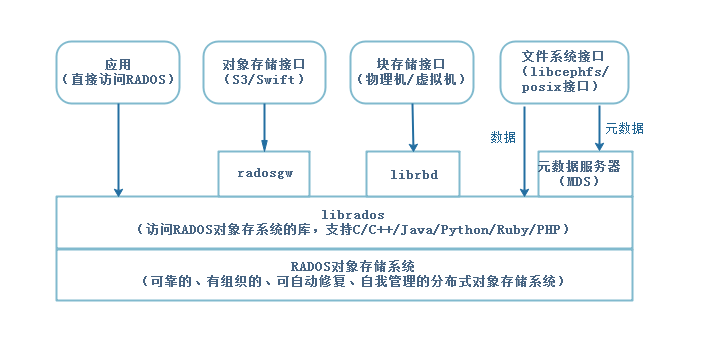 应用
（直接访问RADOS）
对象存储接口
（S3/Swift）
块存储接口
（物理机/虚拟机）
文件系统接口
（libcephfs/
posix接口）
数据
元数据
radosgw
librbd
元数据服务器
（MDS）
librados
（访问RADOS对象存系统的库，支持C/C++/Java/Python/Ruby/PHP）
RADOS对象存储系统
（可靠的、有组织的、可自动修复、自我管理的分布式对象存储系统）